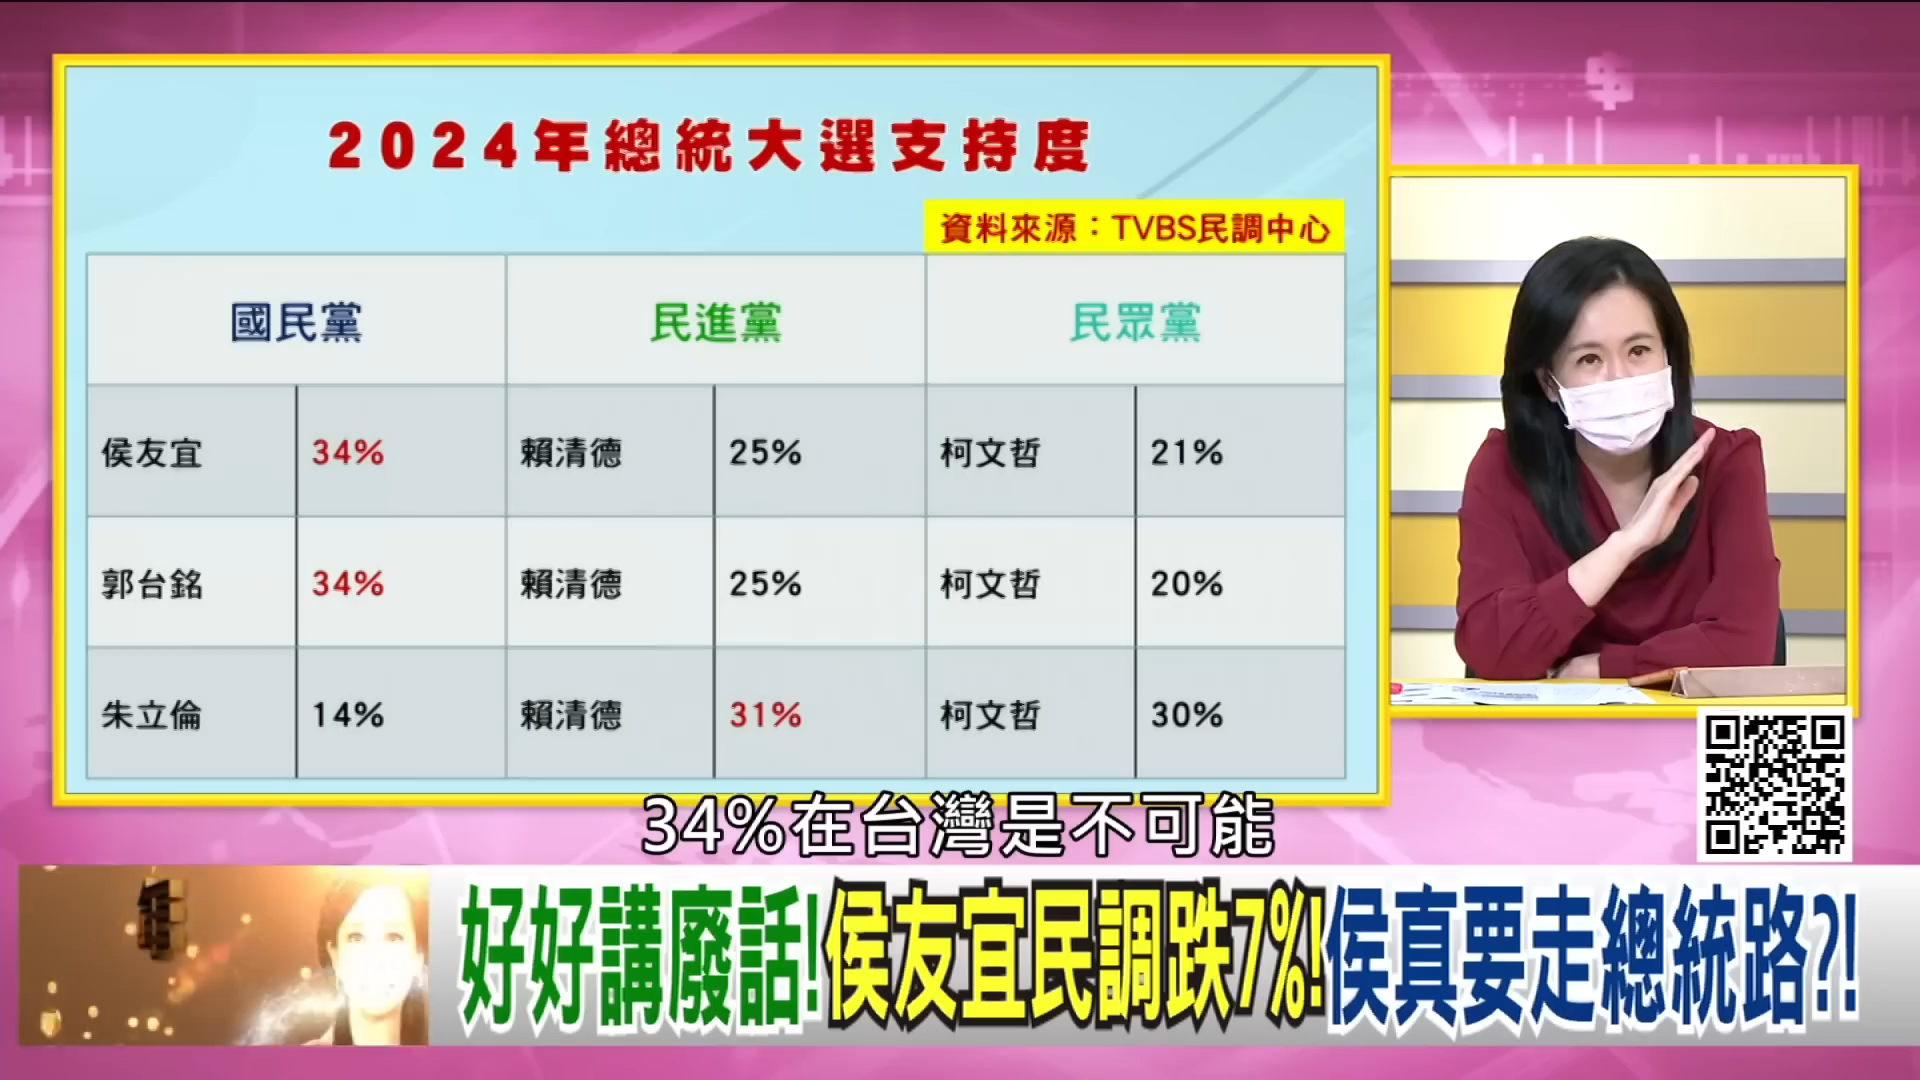 2024年總統大選支持度
資料來源：TVBS民調中心
國民黨 民進黨 民眾黨
侯友宜 34% 賴清德 25% 柯文哲 21%
郭台銘 34% 賴清德 25% 柯文哲 20%
朱立倫 14% 賴清德 31% 柯文哲 30%
34%在台灣是不可能
好好講廢話!侯友宜民調跌7%!侯真要走總統路?!